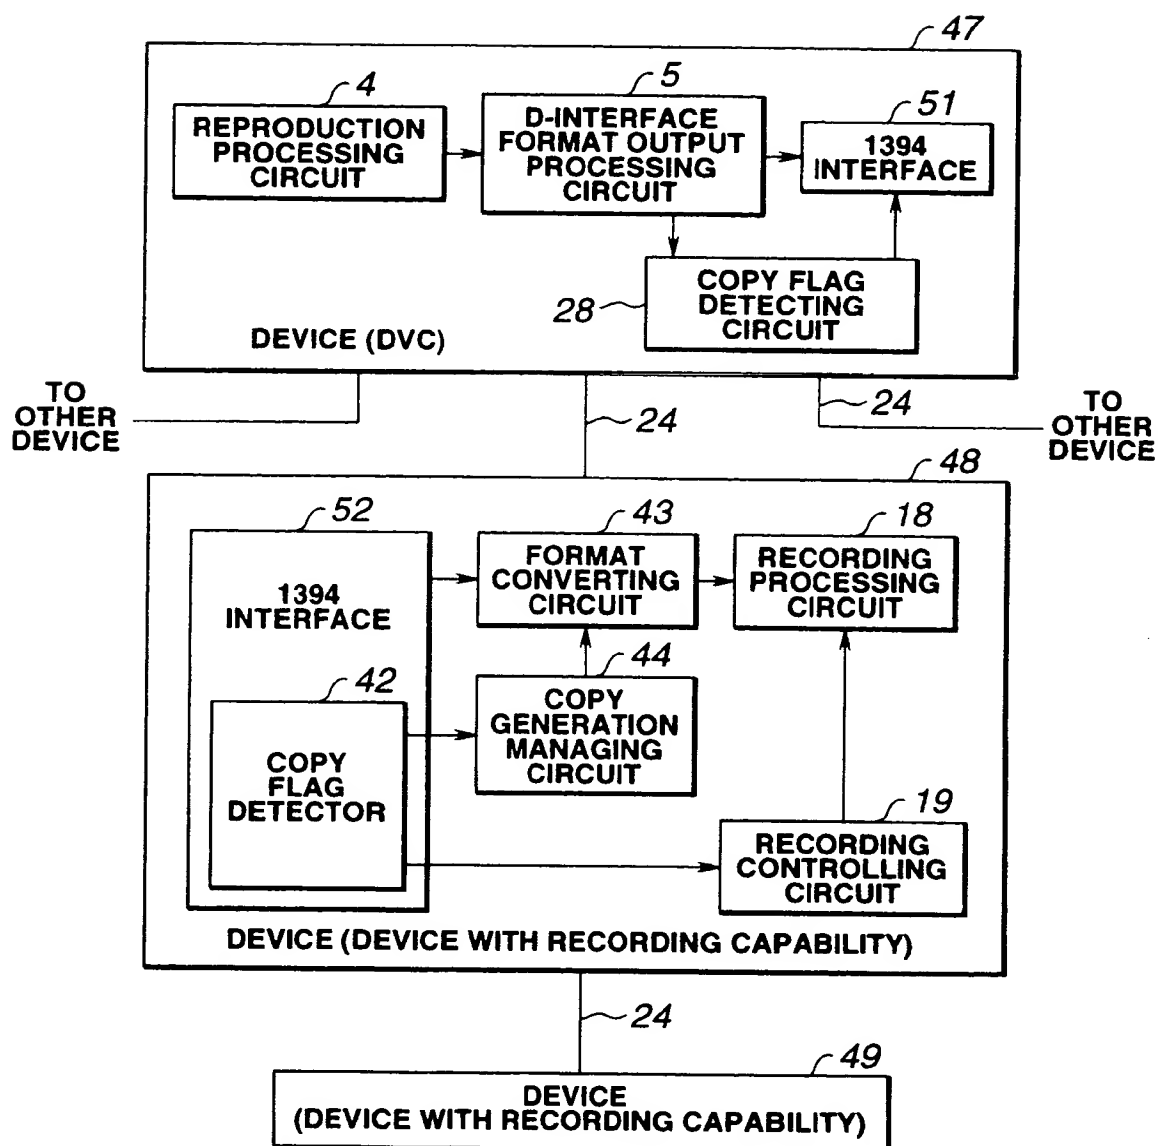 47
4
REPRODUCTION
PROCESSING
CIRCUIT
5
D-INTERFACE
FORMAT OUTPUT
PROCESSING
CIRCUIT
51
1394
INTERFACE
28
COPY FLAG
DETECTING
CIRCUIT
DEVICE (DVC)
TO
OTHER
DEVICE
24
24
TO
OTHER
DEVICE
48
52
1394
INTERFACE
43
FORMAT
CONVERTING
CIRCUIT
18
RECORDING
PROCESSING
CIRCUIT
42
COPY
FLAG
DETECTOR
44
COPY
GENERATION
MANAGING
CIRCUIT
19
RECORDING
CONTROLLING
CIRCUIT
DEVICE (DEVICE WITH RECORDING CAPABILITY)
24
49
DEVICE
(DEVICE WITH RECORDING CAPABILITY)